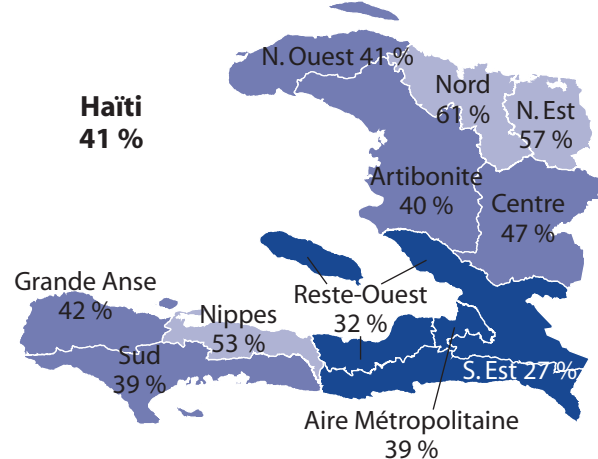 N. Ouest 41 %
Nord
61 %
N. Est
57 %
Haïti
41 %
Artibonite
40 %
Centre
47 %
Grande Anse
42 %
Nippes
53 %
Reste-Ouest
32 %
Sud
39 %
S. Est 27 %
Aire Métropolitaine
39 %